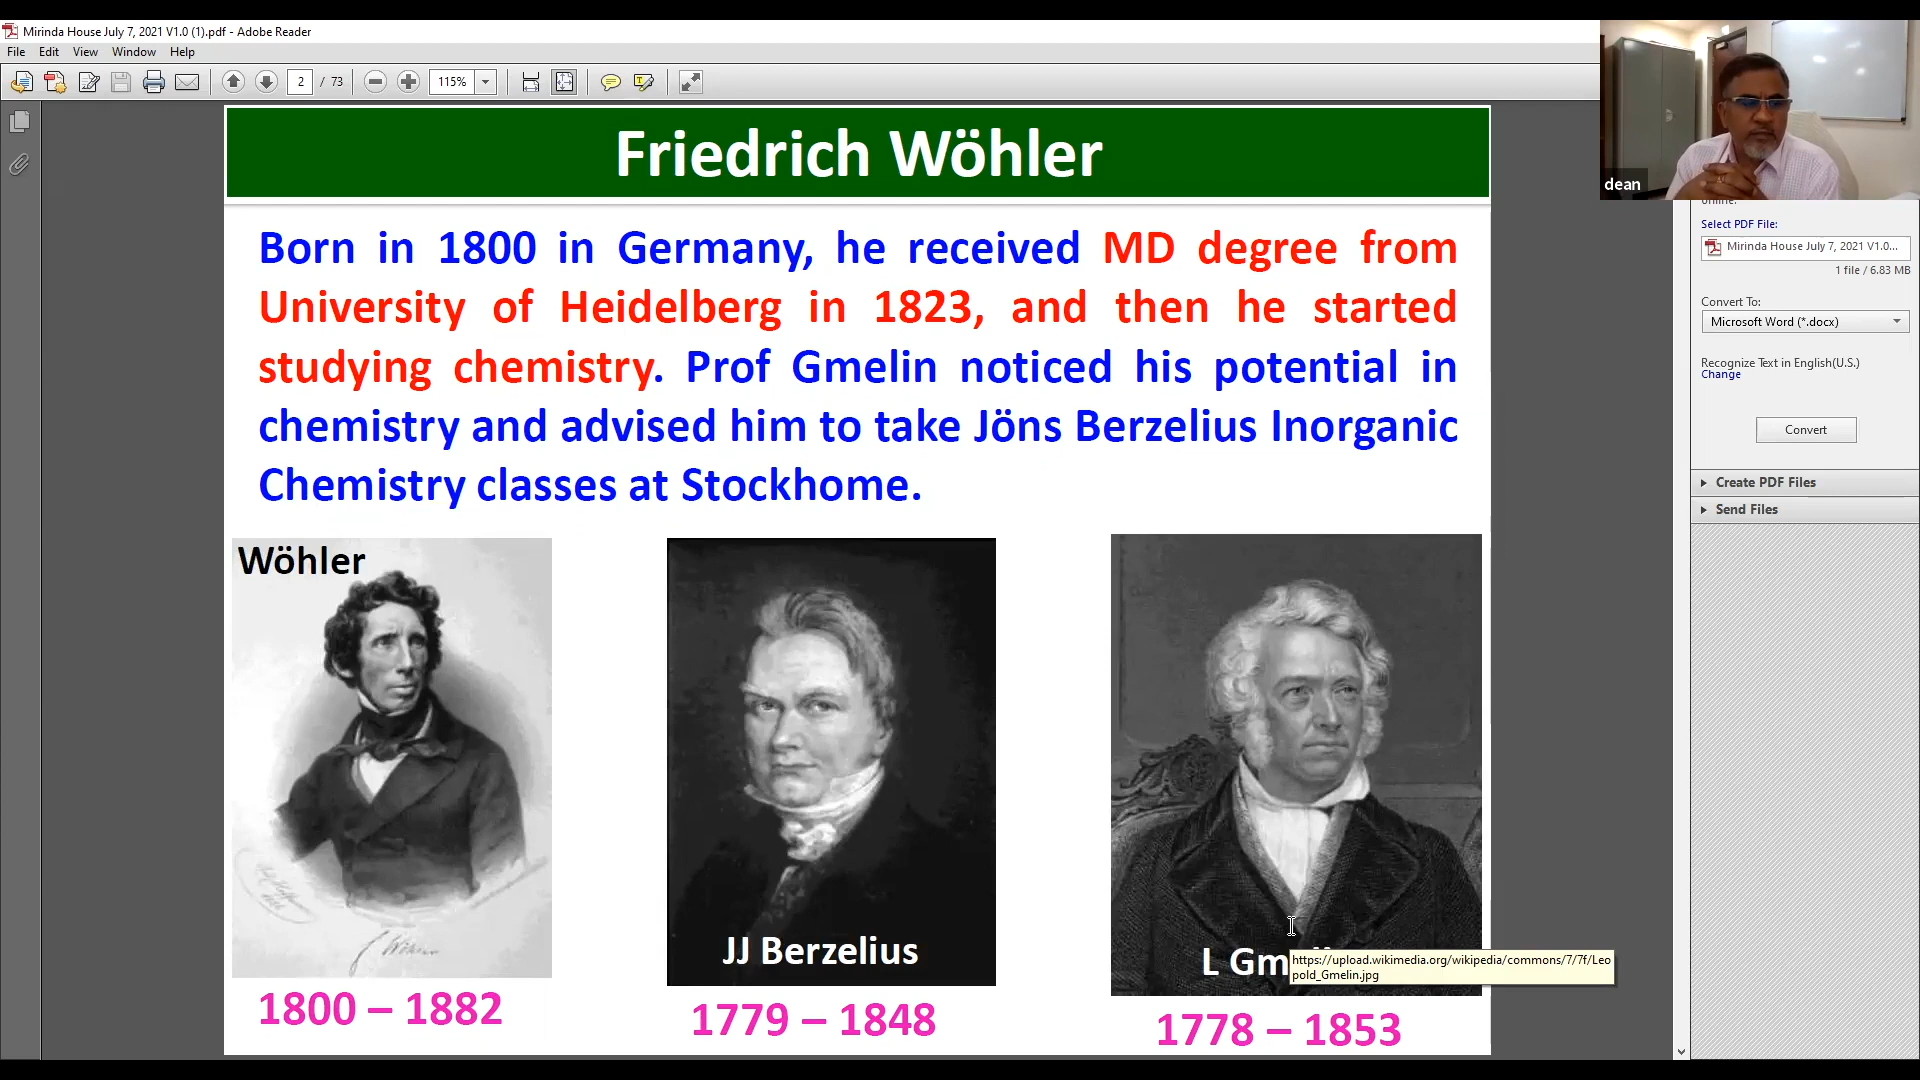 Mirinda House July 7, 2021 V1.0 (1).pdf - Adobe Reader
File Edit View Window Help
2 / 73 115%
dean
Friedrich Wöhler
Born in 1800 in Germany, he received MD degree from
University of Heidelberg in 1823, and then he started
studying chemistry. Prof Gmelin noticed his potential in
chemistry and advised him to take Jöns Berzelius Inorganic
Chemistry classes at Stockhome.
Wöhler
JJ Berzelius
L Gm
https://upload.wikimedia.org/wikipedia/commons/7/7f/Leo
pold_Gmelin.jpg
1800 – 1882
1779 – 1848
1778 – 1853
online.
Select PDF File:
Mirinda House July 7, 2021 V1.0...
1 file / 6.83 MB
Convert To:
Microsoft Word (*.docx)
Recognize Text in English(U.S.)
Change
Convert
Create PDF Files
Send Files